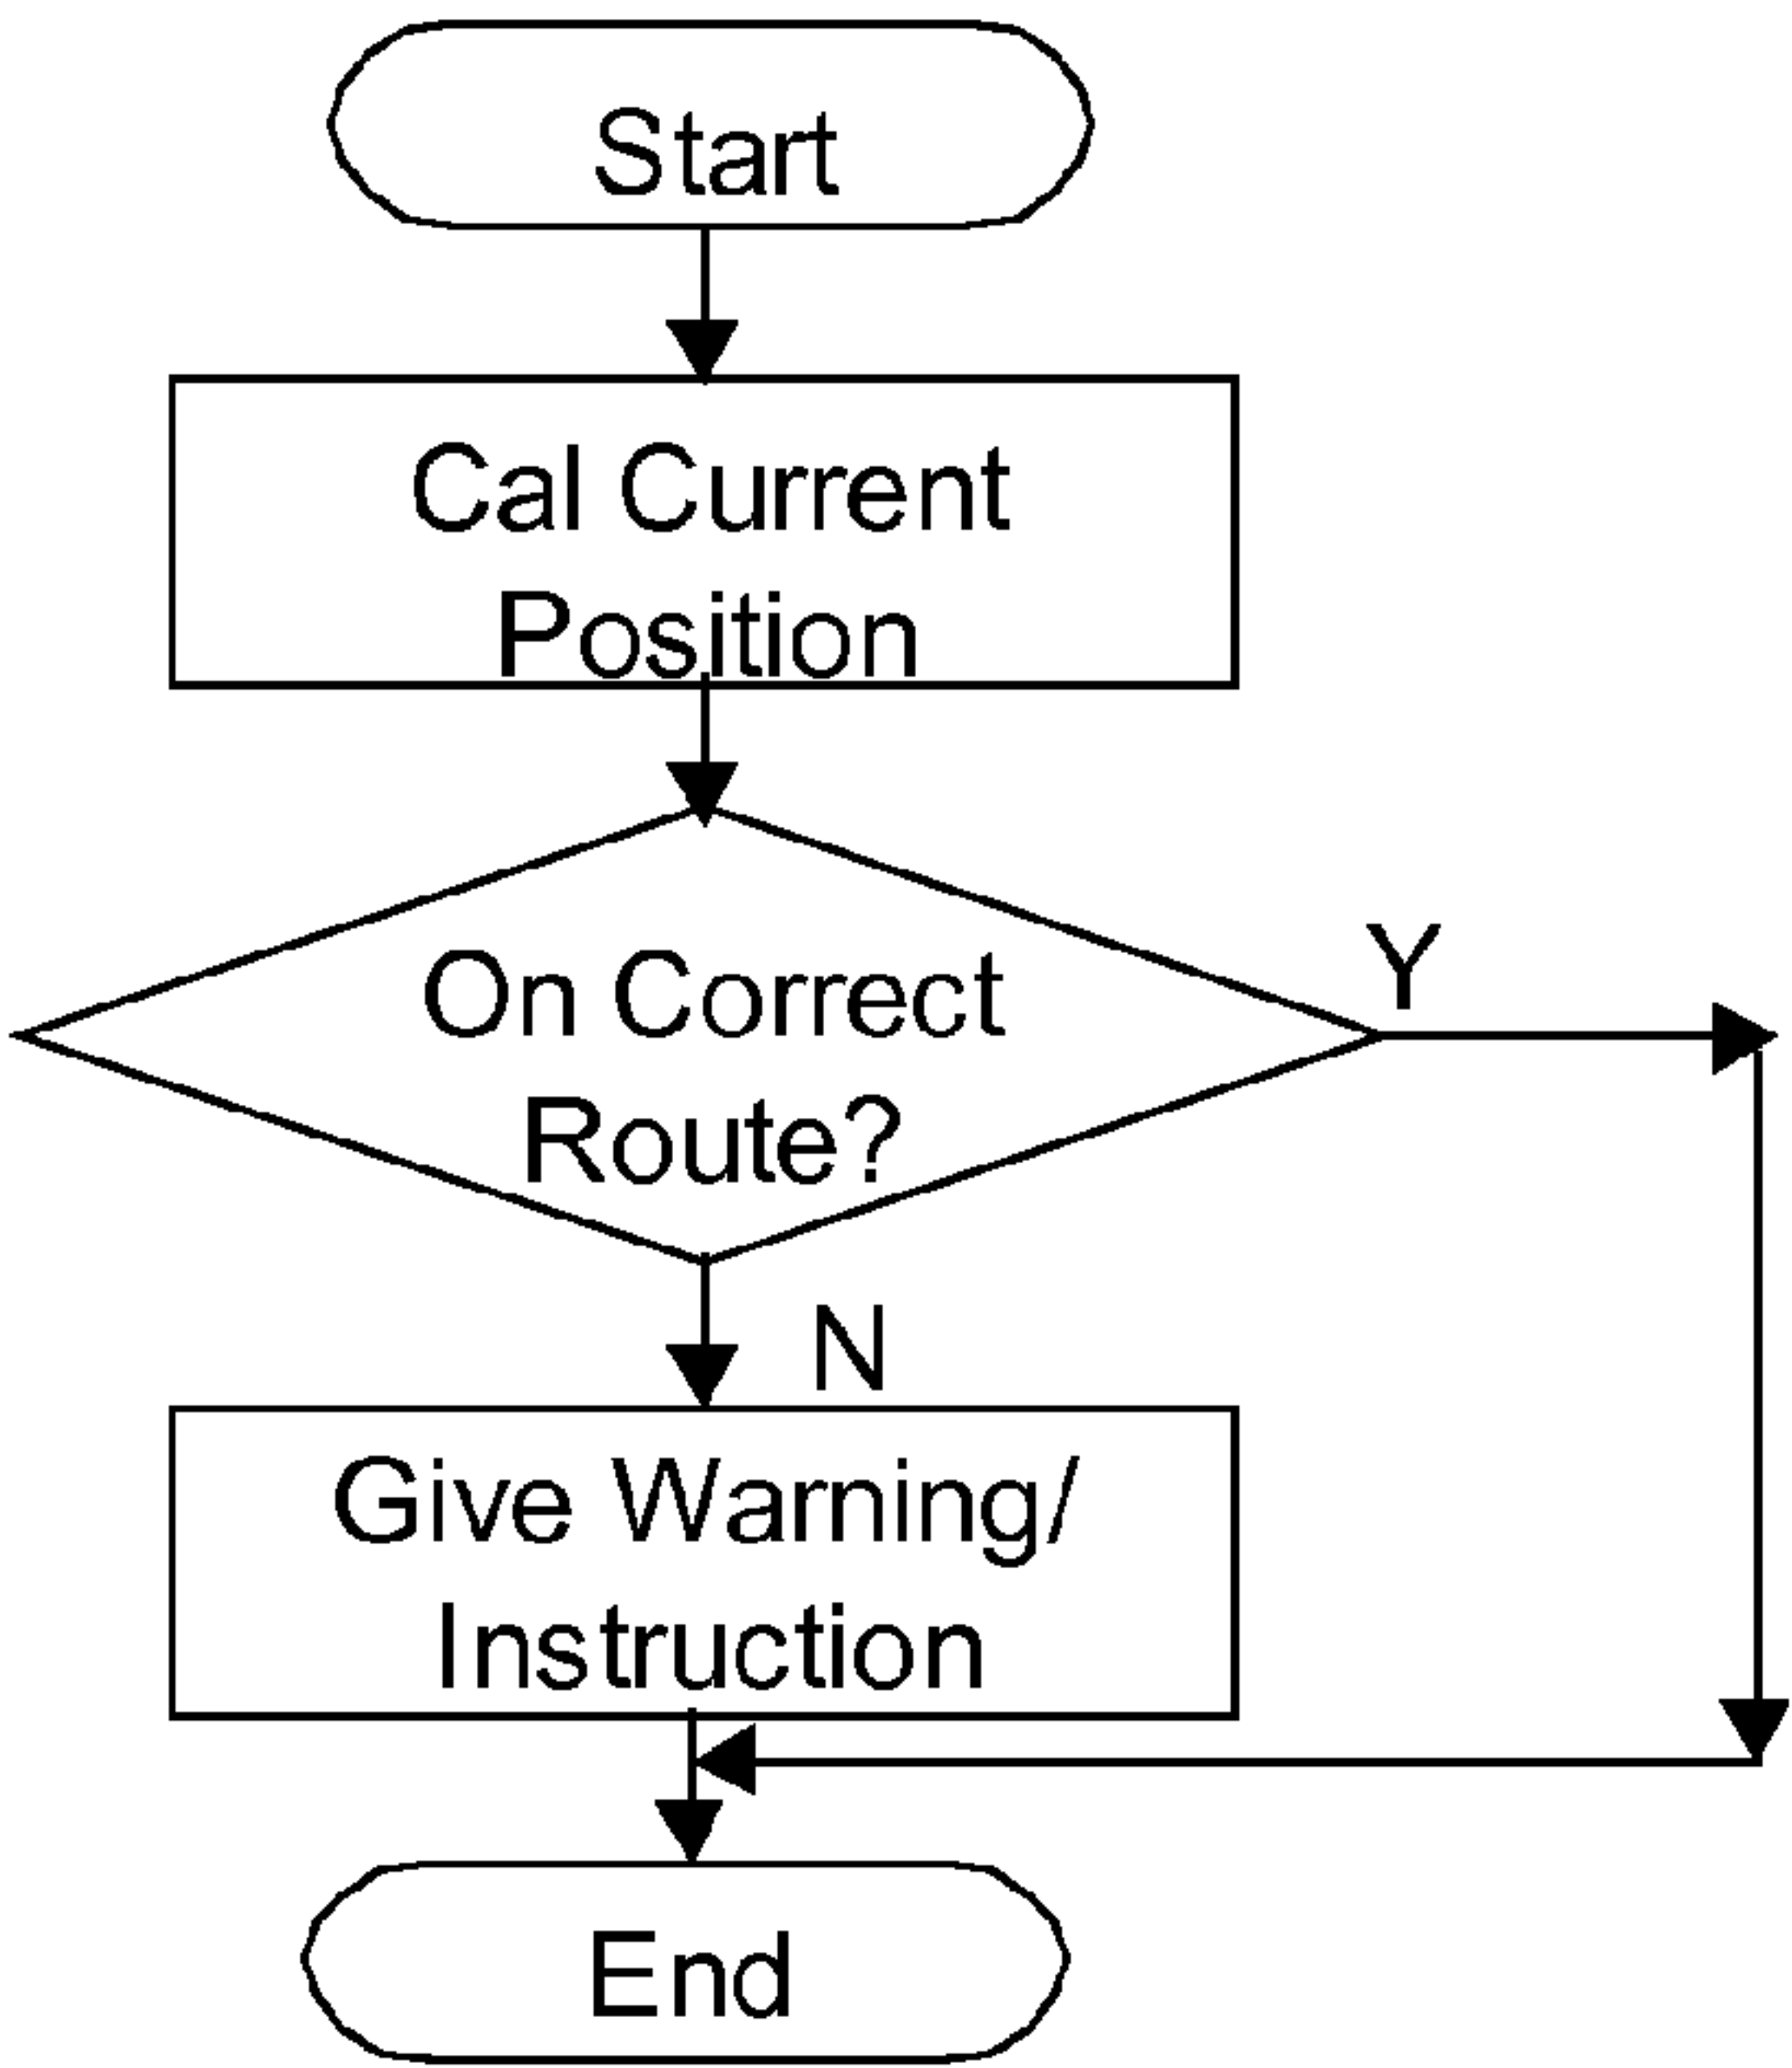 Start
Cal Current
Position
On Correct
Route?
Y
N
Give Warning/
Instruction
End